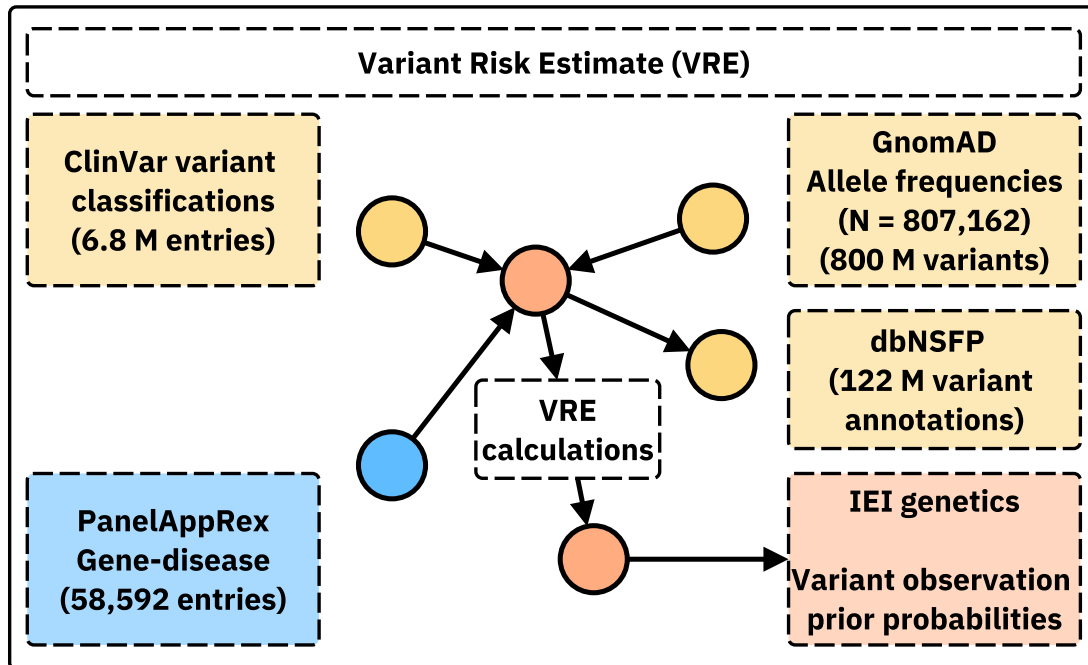 Variant Risk Estimate (VRE)
ClinVar variant
classifications
(6.8 M entries)
GnomAD
Allele frequencies
(N = 807,162)
(800 M variants)
dbNSFP
(122 M variant
annotations)
VRE
calculations
PanelAppRex
Gene-disease
(58,592 entries)
IEI genetics
Variant observation
prior probabilities